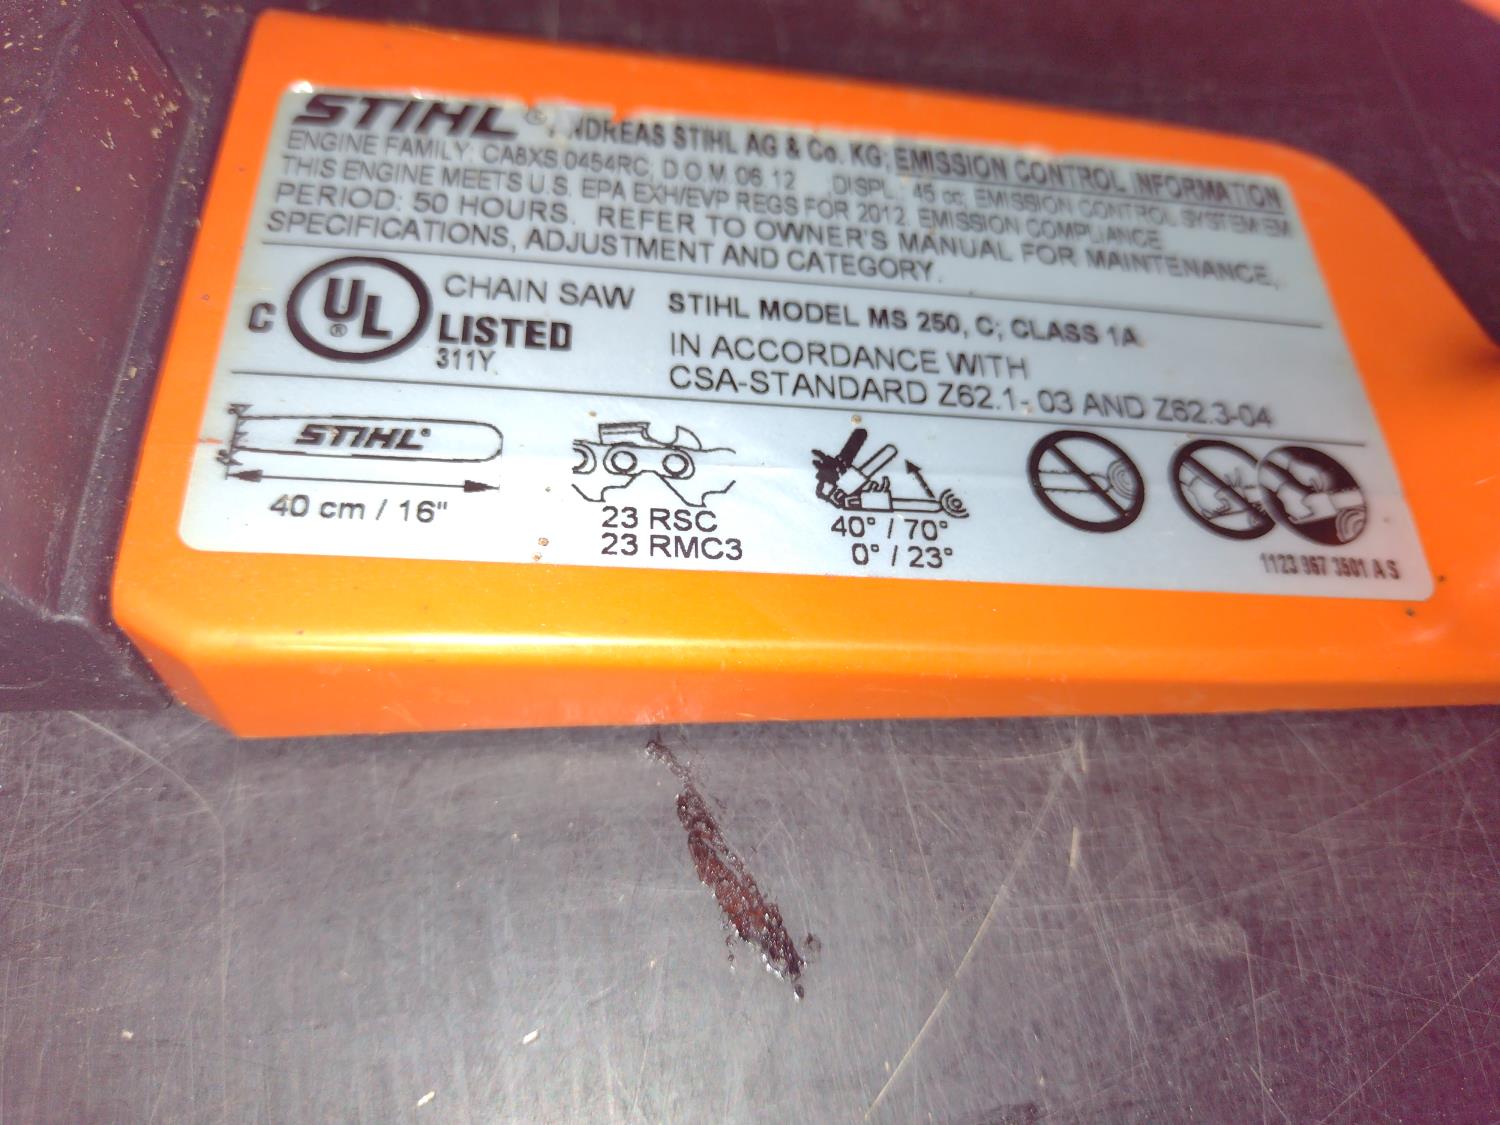 STIHL® ANDREAS STIHL AG & Co. KG; EMISSION CONTROL INFORMATION
ENGINE FAMILY: CA8XS.0454RC; D.O.M. 06.12 DISPL.: 45 cc; EMISSION CONTROL SYSTEM:EM
THIS ENGINE MEETS U.S. EPA EXH/EVP REGS FOR 2012. EMISSION COMPLIANCE
PERIOD: 50 HOURS. REFER TO OWNER'S MANUAL FOR MAINTENANCE,
SPECIFICATIONS, ADJUSTMENT AND CATEGORY.
C UL® CHAIN SAW
LISTED
311Y
STIHL MODEL MS 250, C; CLASS 1A
IN ACCORDANCE WITH
CSA-STANDARD Z62.1- 03 AND Z62.3-04
STIHL®
40 cm / 16"
23 RSC
23 RMC3
40° / 70°
0° / 23°
1123 967 3501 A S